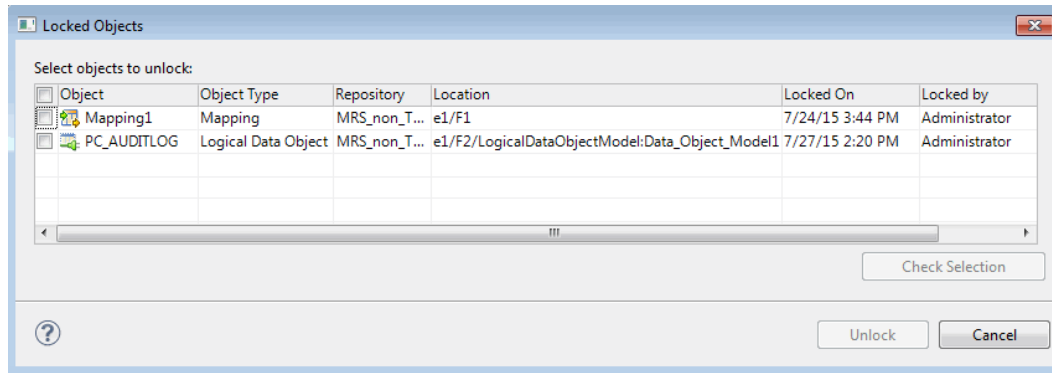 Locked Objects
Select objects to unlock:
Object Object Type Repository Location Locked On Locked by
Mapping1 Mapping MRS_non_T... e1/F1 7/24/15 3:44 PM Administrator
PC_AUDITLOG Logical Data Object MRS_non_T... e1/F2/LogicalDataObjectModel:Data_Object_Model1 7/27/15 2:20 PM Administrator
Check Selection
?
Unlock Cancel